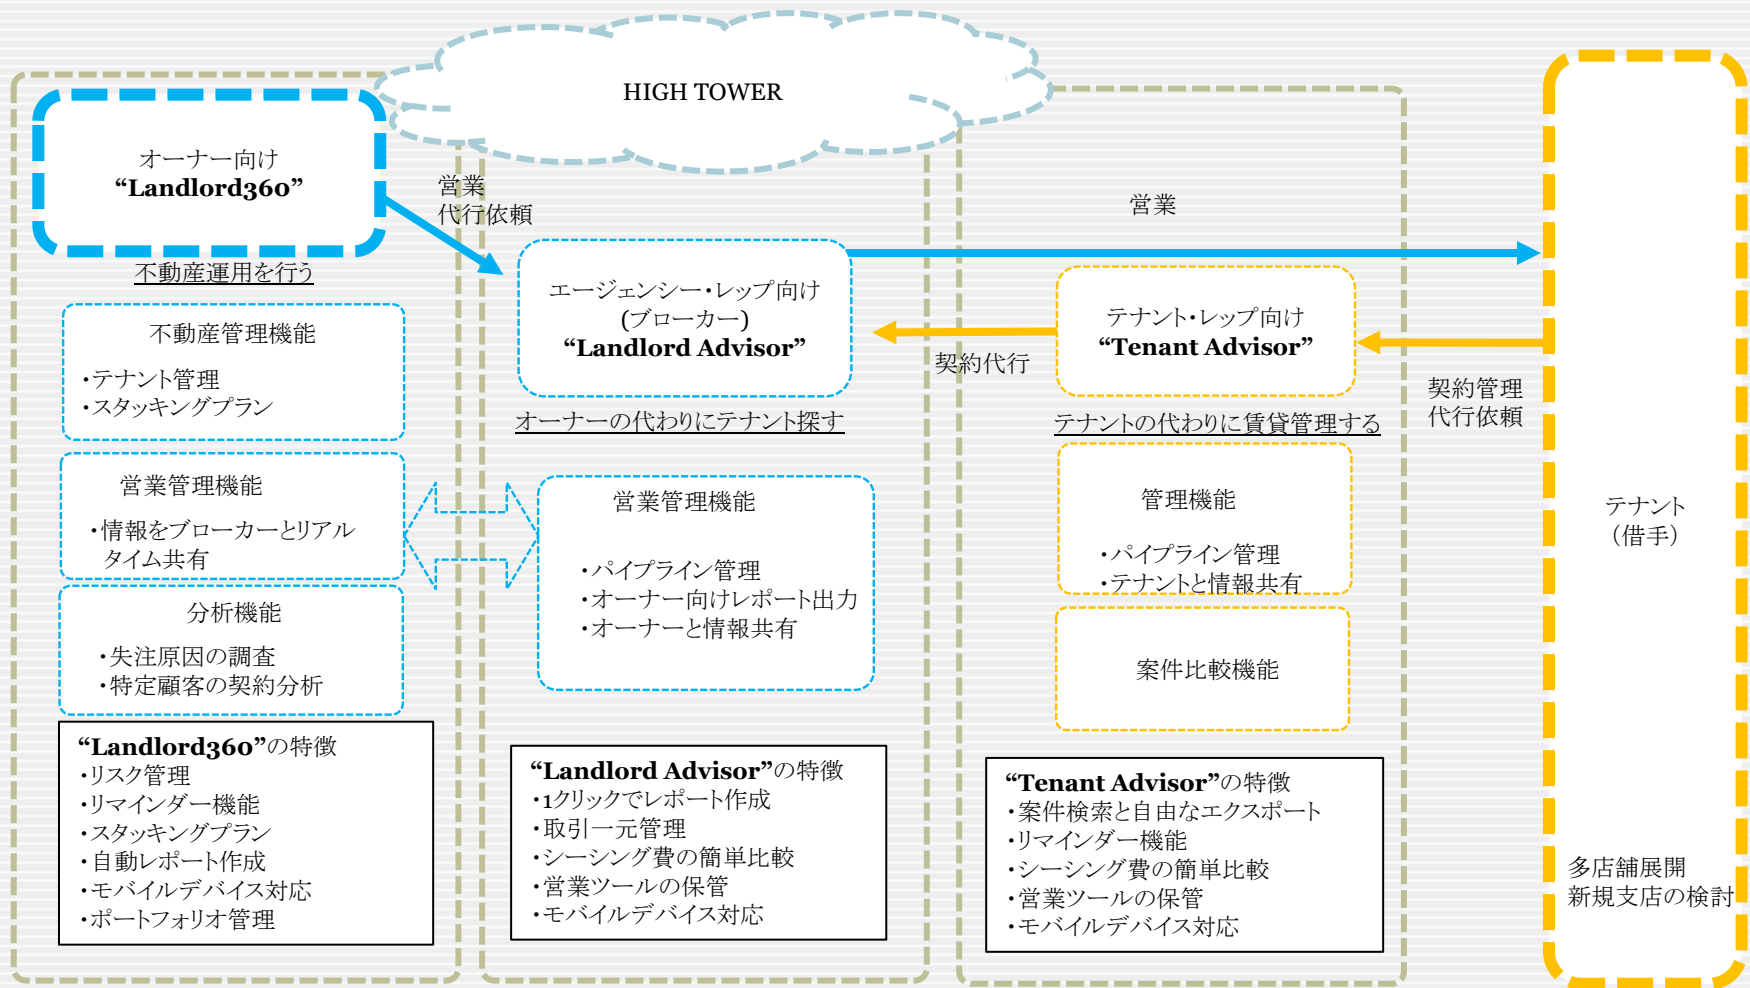 HIGH TOWER
オーナー向け
“Landlord360”
不動産運用を行う
不動産管理機能
・テナント管理
・スタッキングプラン
営業管理機能
・情報をブローカーとリアル
タイム共有
分析機能
・失注原因の調査
・特定顧客の契約分析
“Landlord360”の特徴
・リスク管理
・リマインダー機能
・スタッキングプラン
・自動レポート作成
・モバイルデバイス対応
・ポートフォリオ管理
営業
代行依頼
エージェンシー・レップ向け
(ブローカー)
“Landlord Advisor”
オーナーの代わりにテナント探す
営業管理機能
・パイプライン管理
・オーナー向けレポート出力
・オーナーと情報共有
“Landlord Advisor”の特徴
・1クリックでレポート作成
・取引一元管理
・シーシング費の簡単比較
・営業ツールの保管
・モバイルデバイス対応
営業
契約代行
テナント・レップ向け
“Tenant Advisor”
テナントの代わりに賃貸管理する
管理機能
・パイプライン管理
・テナントと情報共有
案件比較機能
“Tenant Advisor”の特徴
・案件検索と自由なエクスポート
・リマインダー機能
・シーシング費の簡単比較
・営業ツールの保管
・モバイルデバイス対応
契約管理
代行依頼
テナント
（借手）
多店舗展開
新規支店の検討